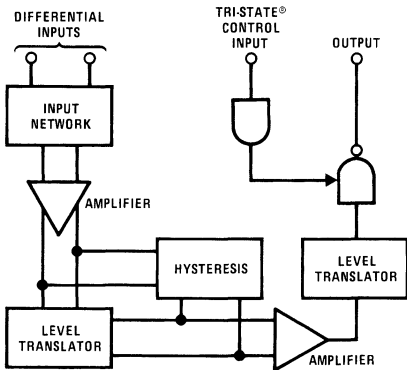 DIFFERENTIAL
INPUTS
TRI-STATE®
CONTROL
INPUT
OUTPUT
INPUT
NETWORK
AMPLIFIER
HYSTERESIS
LEVEL
TRANSLATOR
LEVEL
TRANSLATOR
AMPLIFIER